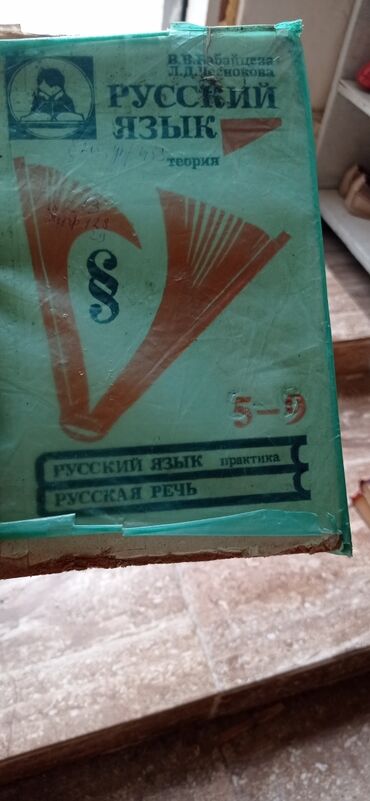 В.В.Бабайцева
Л.Д.Чеснокова
РУССКИЙ
ЯЗЫК
теория
§
5–9
РУССКИЙ ЯЗЫК практика
РУССКАЯ РЕЧЬ